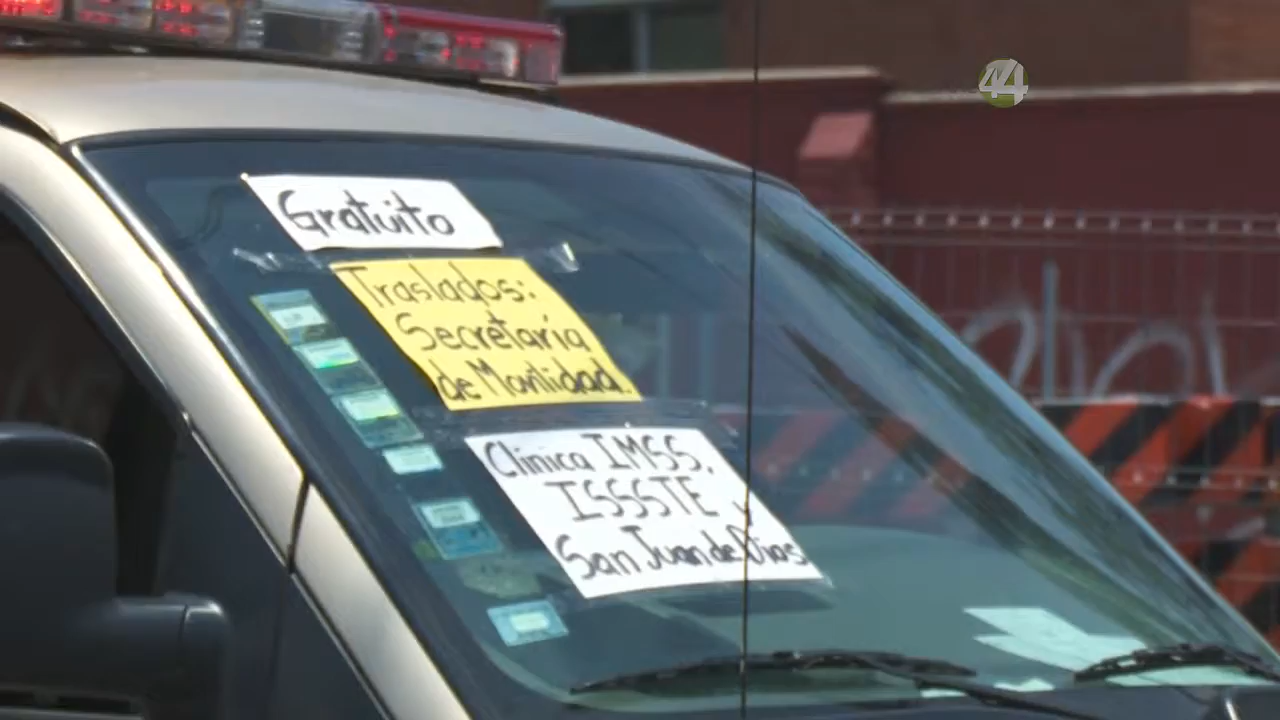 44
Gratuito
Traslados:
Secretaría
de Movilidad.
Clínica IMSS,
ISSSTE y
San Juan de Dios